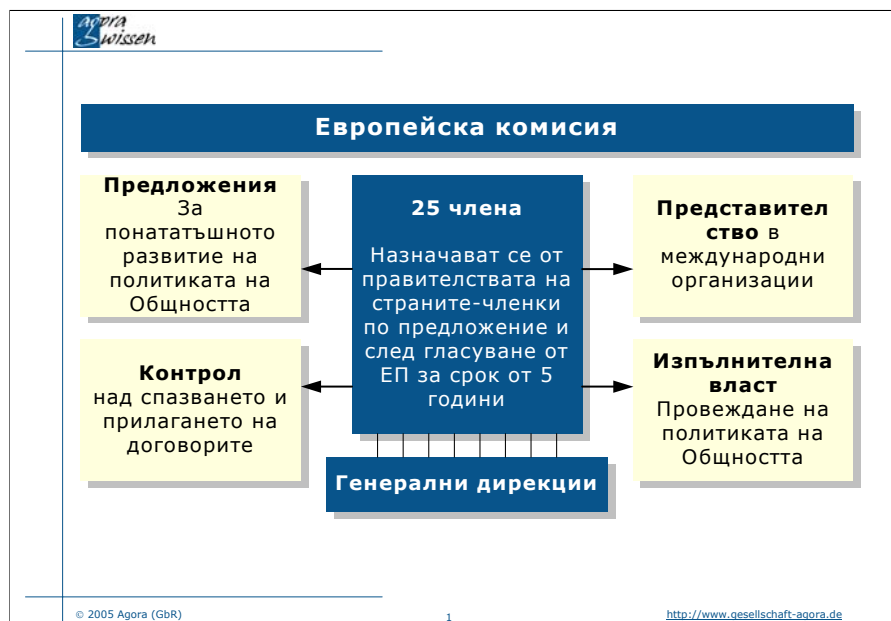 agora
wissen
Европейска комисия
Предложения
За
понататъшното
развитие на
политиката на
Общността
25 члена
Назначават се от
правителствата на
страните-членки
по предложение и
след гласуване от
ЕП за срок от 5
години
Представител
ство в
международни
организации
Контрол
над спазването и
прилагането на
договорите
Изпълнителна
власт
Провеждане на
политиката на
Общността
Генерални дирекции
© 2005 Agora (GbR)
1
http://www.gesellschaft-agora.de